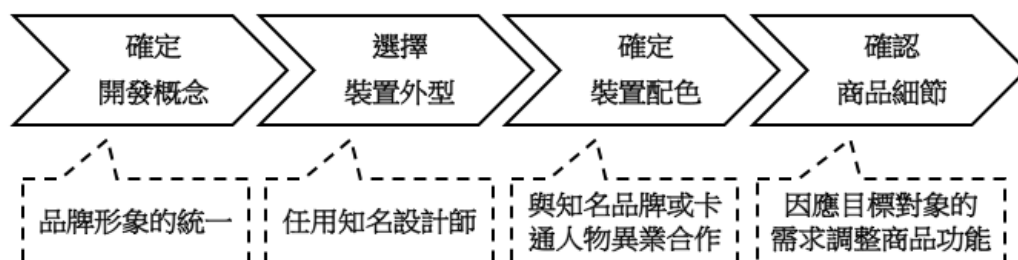 確定
開發概念
選擇
裝置外型
確定
裝置配色
確認
商品細節
品牌形象的統一
任用知名設計師
與知名品牌或卡
通人物異業合作
因應目標對象的
需求調整商品功能